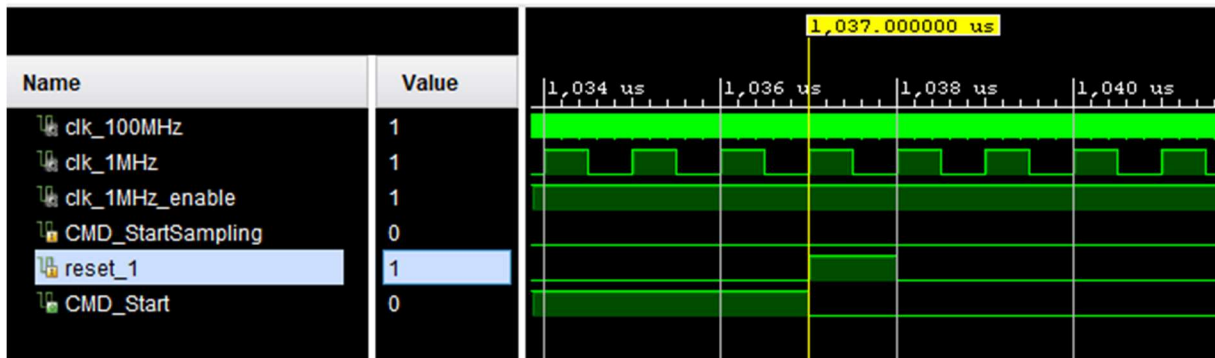 1,037.000000 us
Name Value
1,034 us 1,036 us 1,038 us 1,040 us
clk_100MHz 1
clk_1MHz 1
clk_1MHz_enable 1
CMD_StartSampling 0
reset_1 1
CMD_Start 0